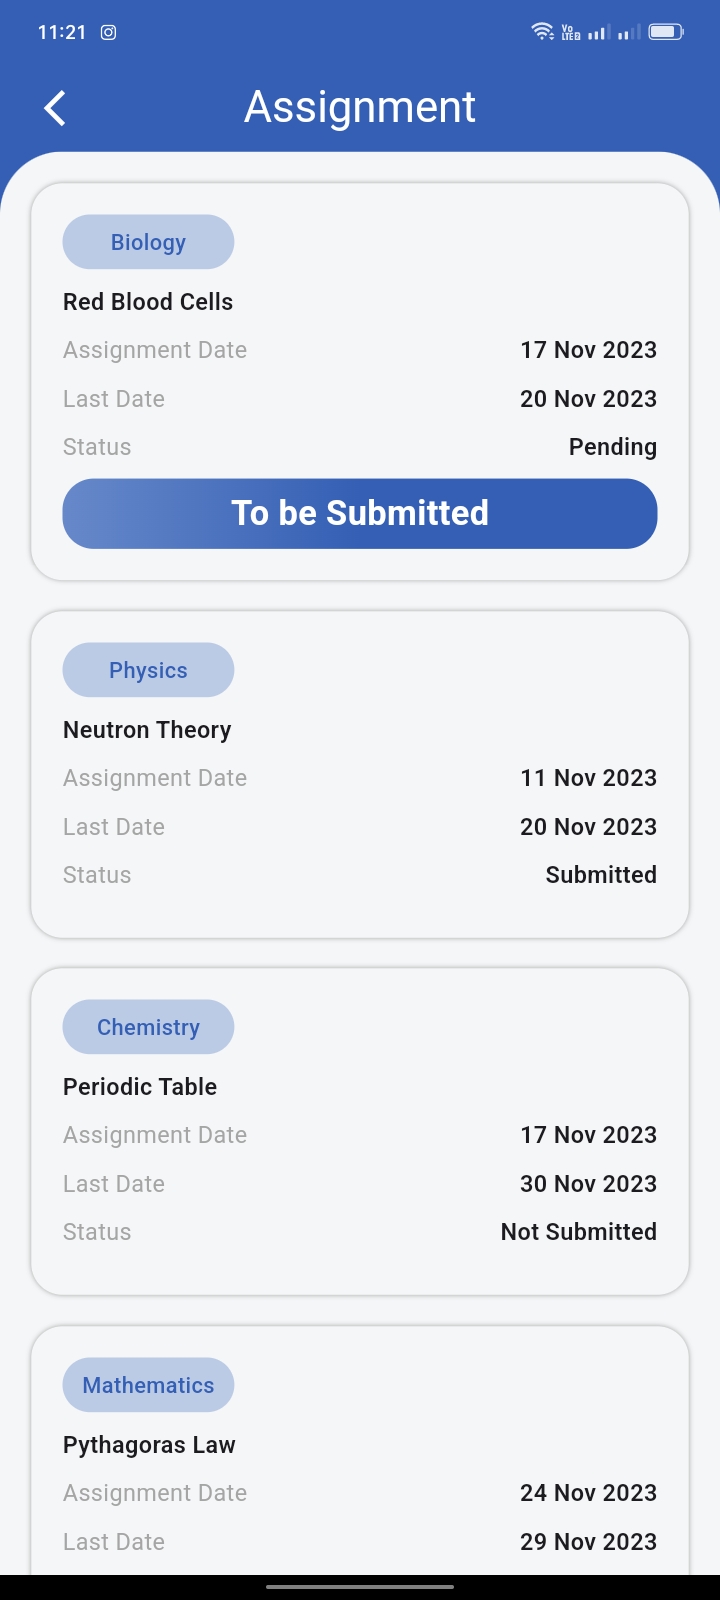 11:21
Vo
LTE 2
Assignment
Biology
Red Blood Cells
Assignment Date 17 Nov 2023
Last Date 20 Nov 2023
Status Pending
To be Submitted
Physics
Neutron Theory
Assignment Date 11 Nov 2023
Last Date 20 Nov 2023
Status Submitted
Chemistry
Periodic Table
Assignment Date 17 Nov 2023
Last Date 30 Nov 2023
Status Not Submitted
Mathematics
Pythagoras Law
Assignment Date 24 Nov 2023
Last Date 29 Nov 2023